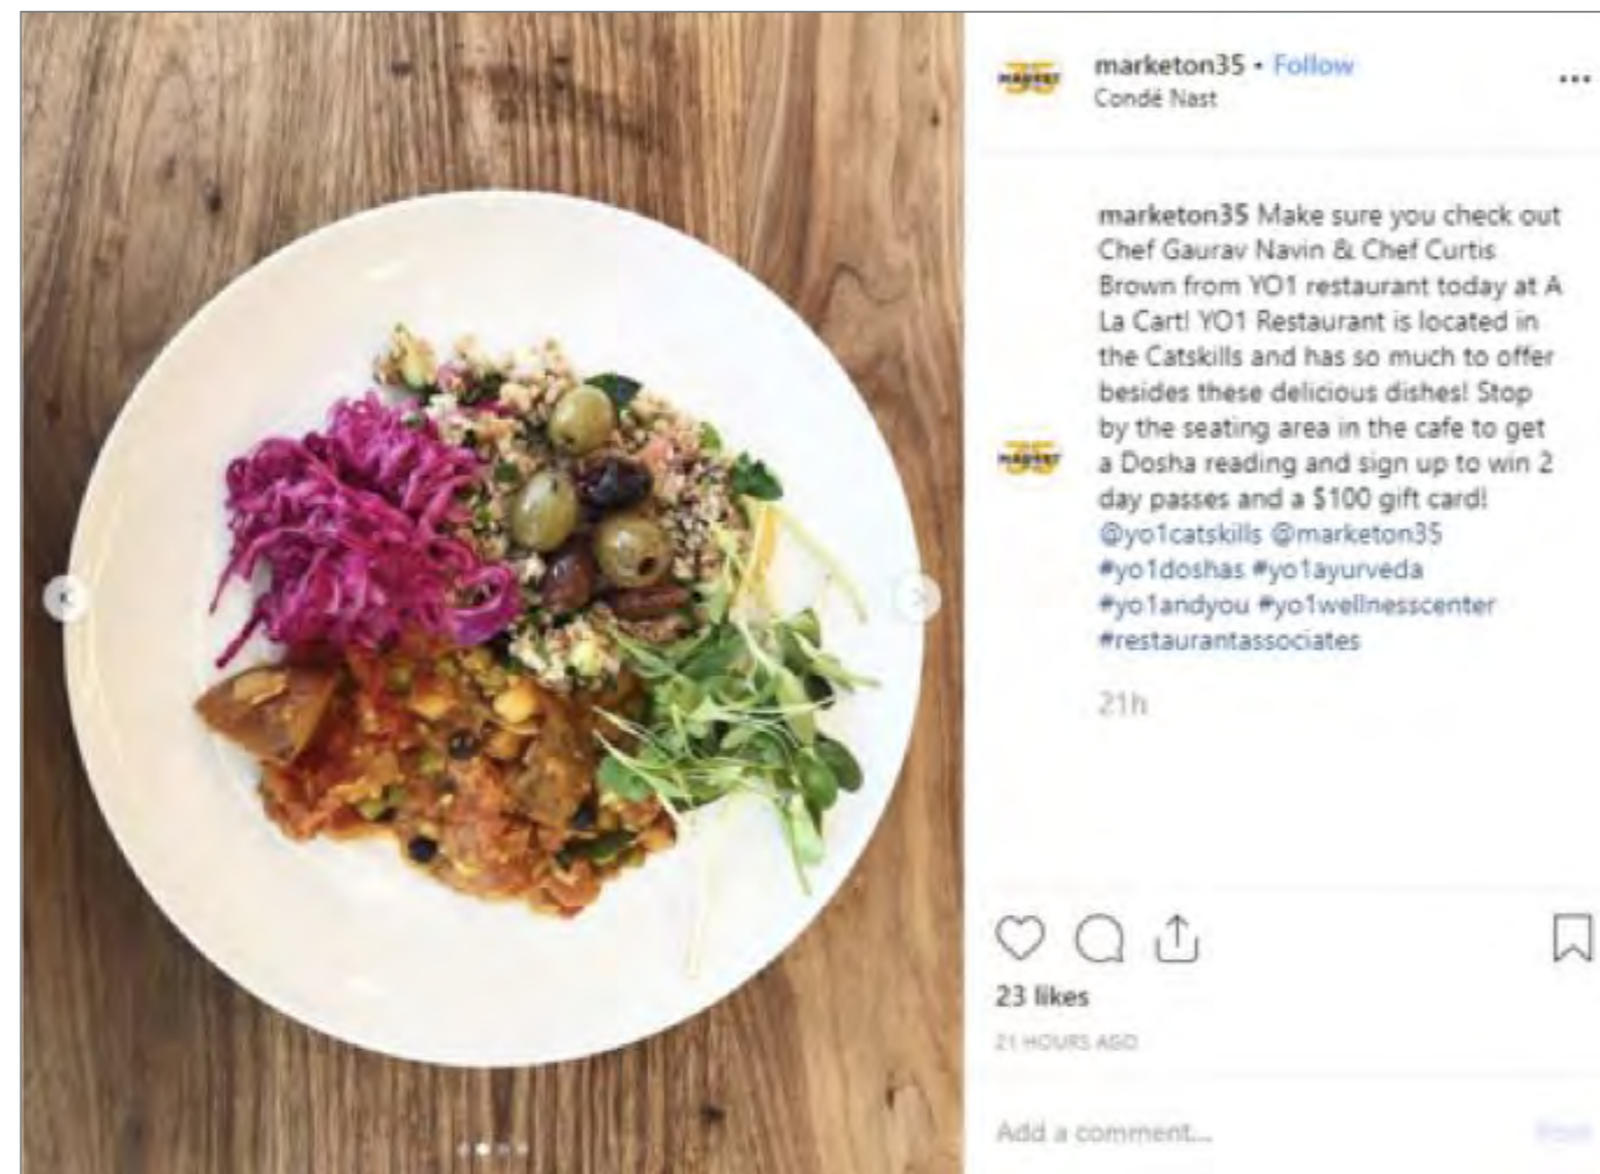 marketon35 • Follow
Condé Nast
marketon35 Make sure you check out
Chef Gaurav Navin & Chef Curtis
Brown from YO1 restaurant today at A
La Cart! YO1 Restaurant is located in
the Catskills and has so much to offer
besides these delicious dishes! Stop
by the seating area in the cafe to get
a Dosha reading and sign up to win 2
day passes and a $100 gift card!
@yo1catskills @marketon35
#yo1doshas #yo1ayurveda
#yo1andyou #yo1wellnesscenter
#restaurantassociates
21h
23 likes
21 HOURS AGO
Add a comment...
Post